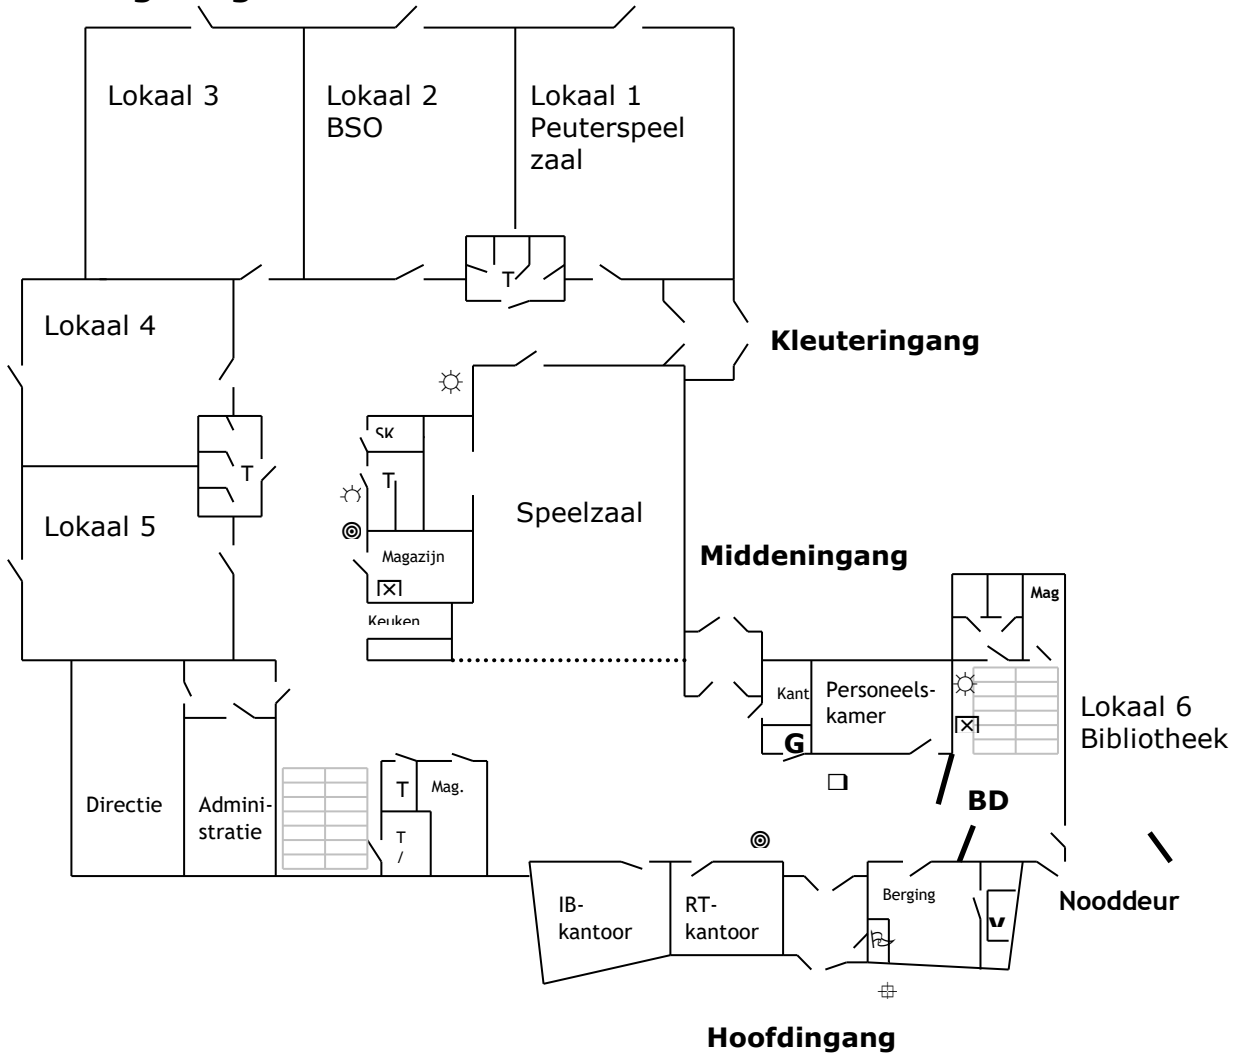 Lokaal 3
Lokaal 2
BSO
Lokaal 1
Peuterspeel
zaal
T
Lokaal 4
Kleuteringang
SK
T
T
Lokaal 5
Speelzaal
Magazijn
Middeningang
Mag
Keuken
Kant
Personeels-
kamer
Lokaal 6
Bibliotheek
G
Directie
Admini-
stratie
T
Mag.
BD
T
/
IB-
kantoor
RT-
kantoor
Berging
V
Nooddeur
Hoofdingang